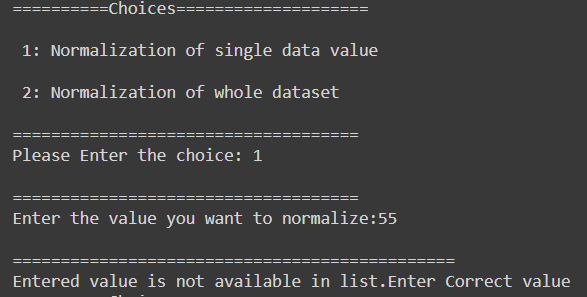 ==========Choices====================
1: Normalization of single data value
2: Normalization of whole dataset
====================================
Please Enter the choice: 1
====================================
Enter the value you want to normalize:55
==============================================
Entered value is not available in list.Enter Correct value